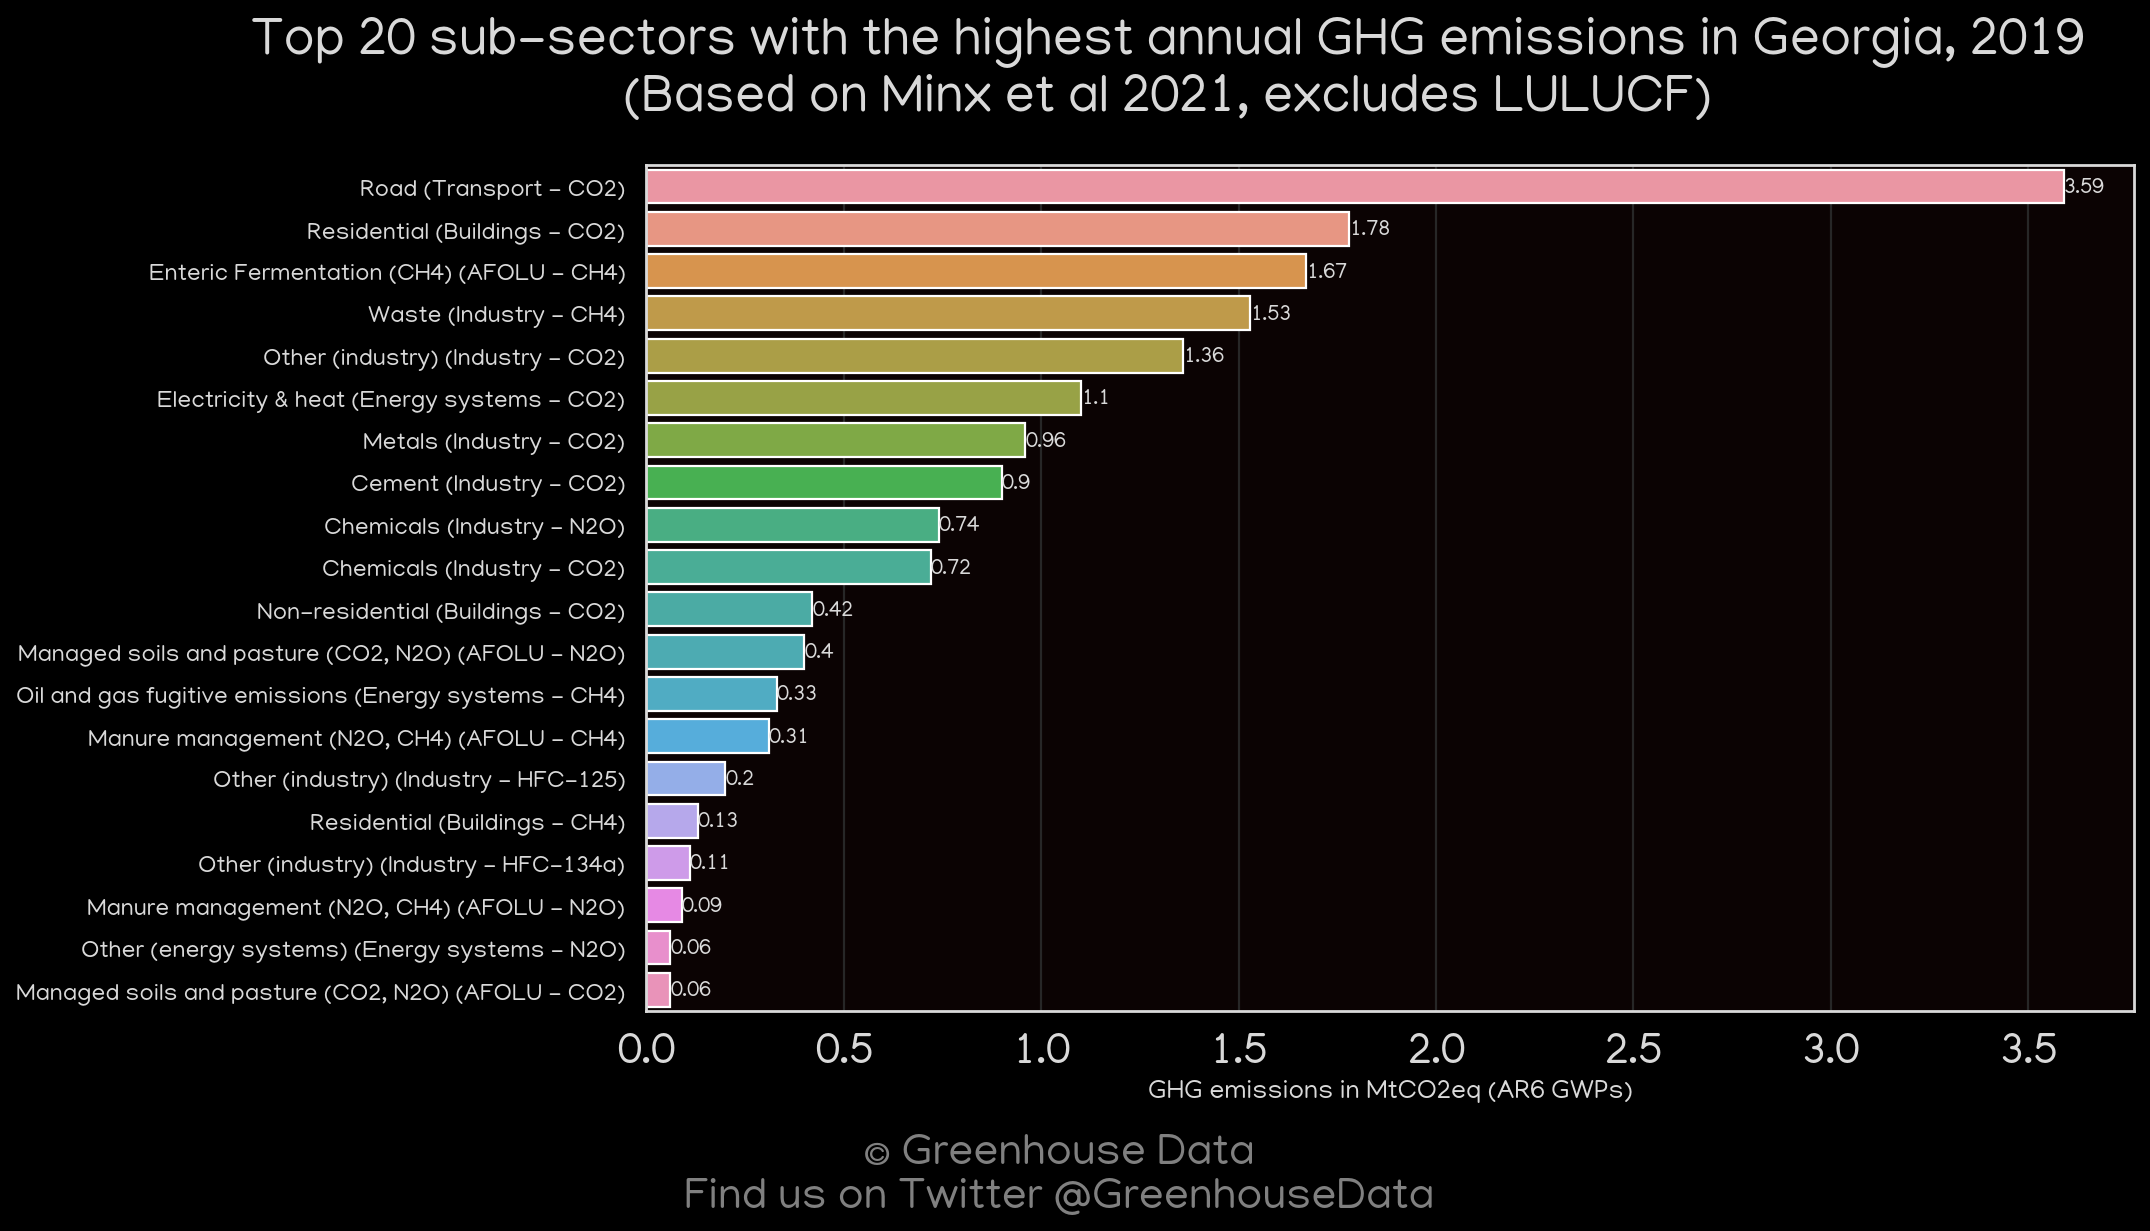 Top 20 sub-sectors with the highest annual GHG emissions in Georgia, 2019
(Based on Minx et al 2021, excludes LULUCF)
Road (Transport - CO2) 3.59
Residential (Buildings - CO2) 1.78
Enteric Fermentation (CH4) (AFOLU - CH4) 1.67
Waste (Industry - CH4) 1.53
Other (industry) (Industry - CO2) 1.36
Electricity & heat (Energy systems - CO2) 1.1
Metals (Industry - CO2) 0.96
Cement (Industry - CO2) 0.9
Chemicals (Industry - N2O) 0.74
Chemicals (Industry - CO2) 0.72
Non-residential (Buildings - CO2) 0.42
Managed soils and pasture (CO2, N2O) (AFOLU - N2O) 0.4
Oil and gas fugitive emissions (Energy systems - CH4) 0.33
Manure management (N2O, CH4) (AFOLU - CH4) 0.31
Other (industry) (Industry - HFC-125) 0.2
Residential (Buildings - CH4) 0.13
Other (industry) (Industry - HFC-134a) 0.11
Manure management (N2O, CH4) (AFOLU - N2O) 0.09
Other (energy systems) (Energy systems - N2O) 0.06
Managed soils and pasture (CO2, N2O) (AFOLU - CO2) 0.06
0.0 0.5 1.0 1.5 2.0 2.5 3.0 3.5
GHG emissions in MtCO2eq (AR6 GWPs)
© Greenhouse Data
Find us on Twitter @GreenhouseData